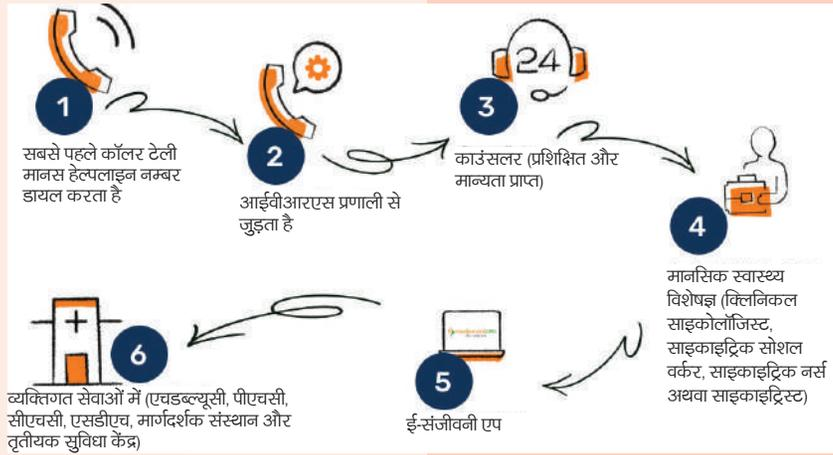 1
सबसे पहले कॉलर टेली
मानस हेल्पलाइन नम्बर
डायल करता है
2
आईवीआरएस प्रणाली से
जुड़ता है
24
3
काउंसलर (प्रशिक्षित और
मान्यता प्राप्त)
4
मानसिक स्वास्थ्य
विशेषज्ञ (क्लिनिकल
साइकोलॉजिस्ट,
साइकाइट्रिक सोशल
वर्कर, साइकाइट्रिक नर्स
अथवा साइकाइट्रिस्ट)
5
ई-संजीवनी एप
6
व्यक्तिगत सेवाओं में (एचडब्ल्यूसी, पीएचसी,
सीएचसी, एसडीएच, मार्गदर्शक संस्थान और
तृतीयक सुविधा केंद्र)